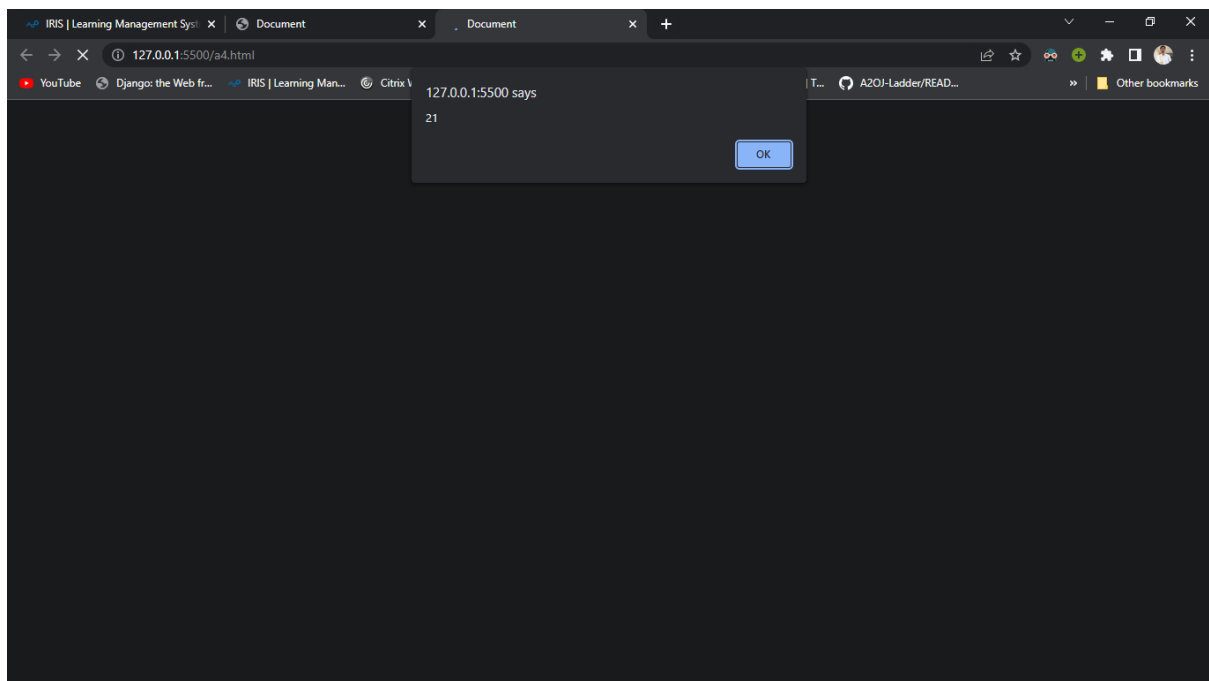 IRIS | Learning Management Syst Document Document
127.0.0.1:5500/a4.html
YouTube Django: the Web fr... IRIS | Learning Man... Citrix T... A2OJ-Ladder/READ... » Other bookmarks
127.0.0.1:5500 says
21
OK